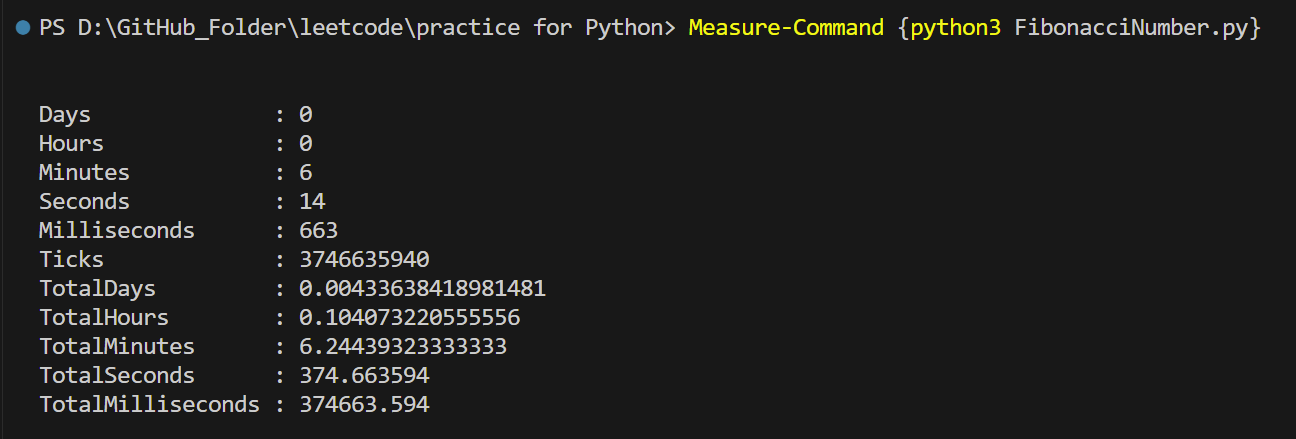 PS D:\GitHub_Folder\leetcode\practice for Python> Measure-Command {python3 FibonacciNumber.py}
Days              : 0
Hours             : 0
Minutes           : 6
Seconds           : 14
Milliseconds      : 663
Ticks             : 3746635940
TotalDays         : 0.00433638418981481
TotalHours        : 0.104073220555556
TotalMinutes      : 6.24439323333333
TotalSeconds      : 374.663594
TotalMilliseconds : 374663.594